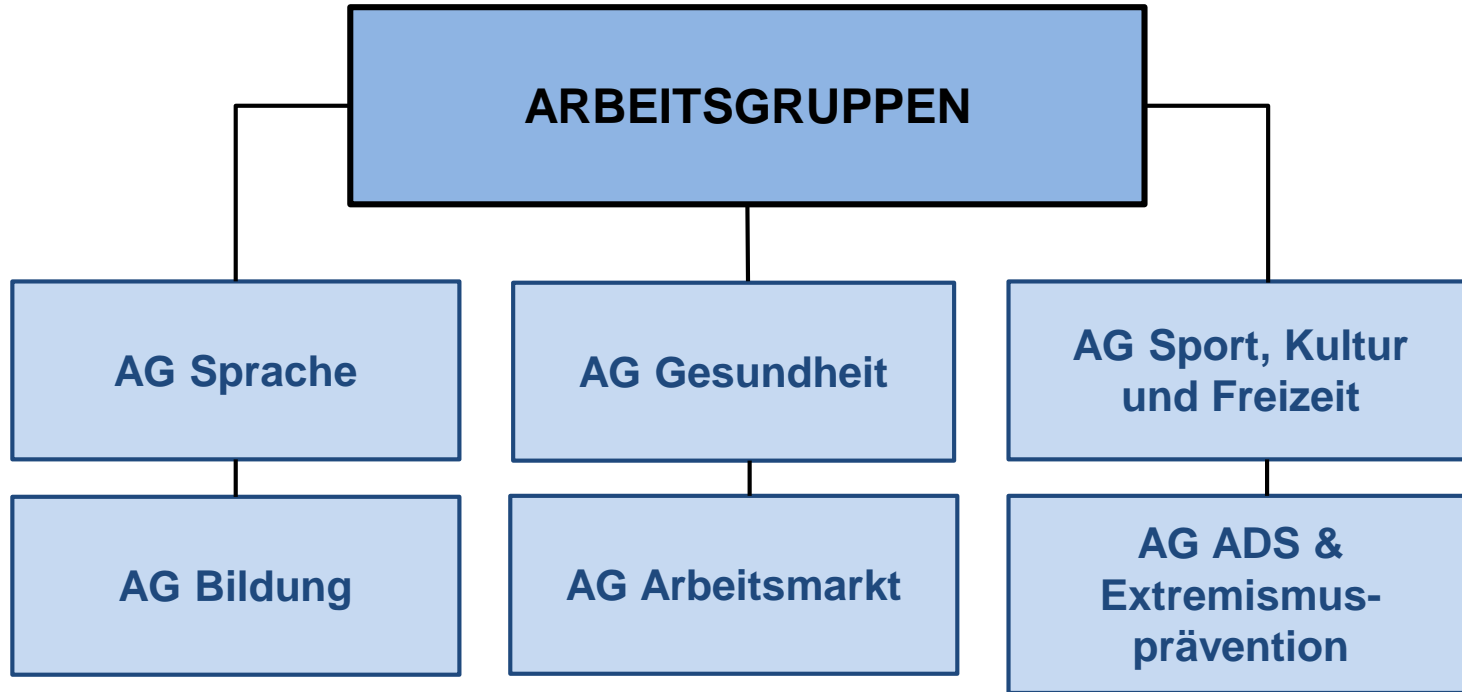 ARBEITSGRUPPEN
AG Sprache
AG Gesundheit
AG Sport, Kultur
und Freizeit
AG Bildung
AG Arbeitsmarkt
AG ADS &
Extremismus-
prävention